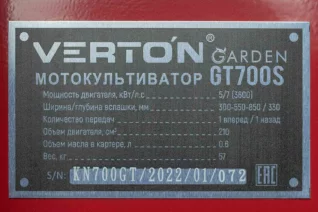 VERTON® GARDEN
МОТОКУЛЬТИВАТОР GT700S
Мощность двигателя, кВт/л.с 5/7 (3600)
Ширина/глубина вспашки, мм 300-550-850 / 330
Количество передач 1 вперед / 1 назад
Объем двигателя, см³ 210
Объем масла в картере, л 0.6
Вес, кг 57
S/N: KN700GT/2022/01/072 EAC